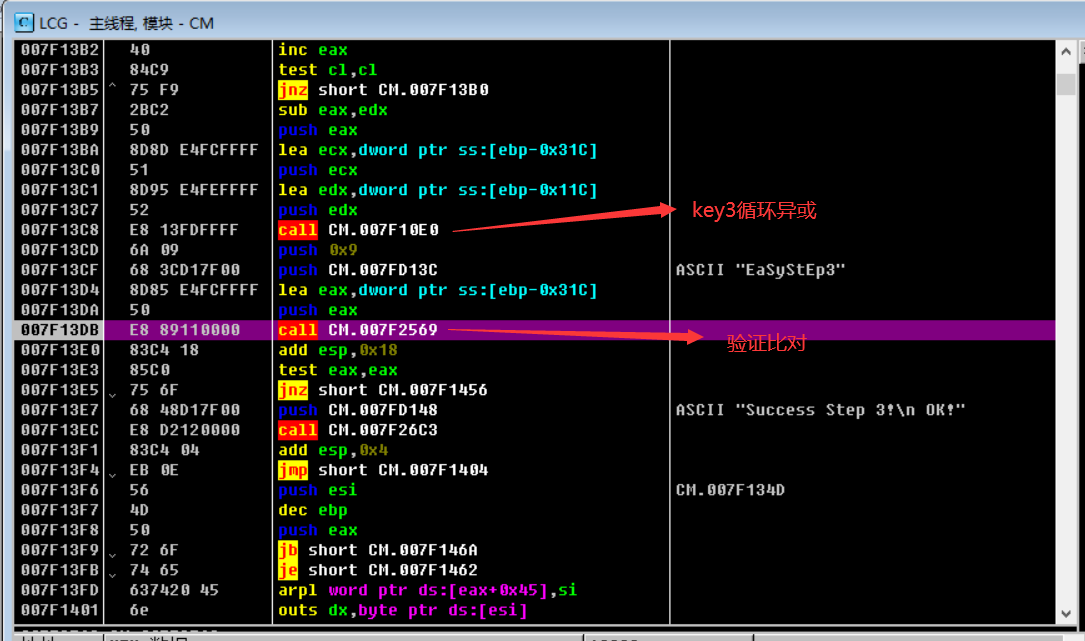 LCG - 主线程, 模块 - CM
007F13B2 40 inc eax
007F13B3 84C9 test cl,cl
007F13B5 ^ 75 F9 jnz short CM.007F13B0
007F13B7 2BC2 sub eax,edx
007F13B9 50 push eax
007F13BA 8D8D E4FCFFFF lea ecx,dword ptr ss:[ebp-0x31C]
007F13C0 51 push ecx
007F13C1 8D95 E4FEFFFF lea edx,dword ptr ss:[ebp-0x11C]
007F13C7 52 push edx
007F13C8 E8 13FDFFFF call CM.007F10E0 key3循环异或
007F13CD 6A 09 push 0x9
007F13CF 68 3CD17F00 push CM.007FD13C ASCII "EaSyStEp3"
007F13D4 8D85 E4FCFFFF lea eax,dword ptr ss:[ebp-0x31C]
007F13DA 50 push eax
007F13DB E8 89110000 call CM.007F2569 验证比对
007F13E0 83C4 18 add esp,0x18
007F13E3 85C0 test eax,eax
007F13E5 75 6F jnz short CM.007F1456
007F13E7 68 48D17F00 push CM.007FD148 ASCII "Success Step 3!\n OK!"
007F13EC E8 D2120000 call CM.007F26C3
007F13F1 83C4 04 add esp,0x4
007F13F4 EB 0E jmp short CM.007F1404
007F13F6 56 push esi CM.007F134D
007F13F7 4D dec ebp
007F13F8 50 push eax
007F13F9 72 6F jb short CM.007F146A
007F13FB 74 65 je short CM.007F1462
007F13FD 637420 45 arpl word ptr ds:[eax+0x45],si
007F1401 6e outs dx,byte ptr ds:[esi]